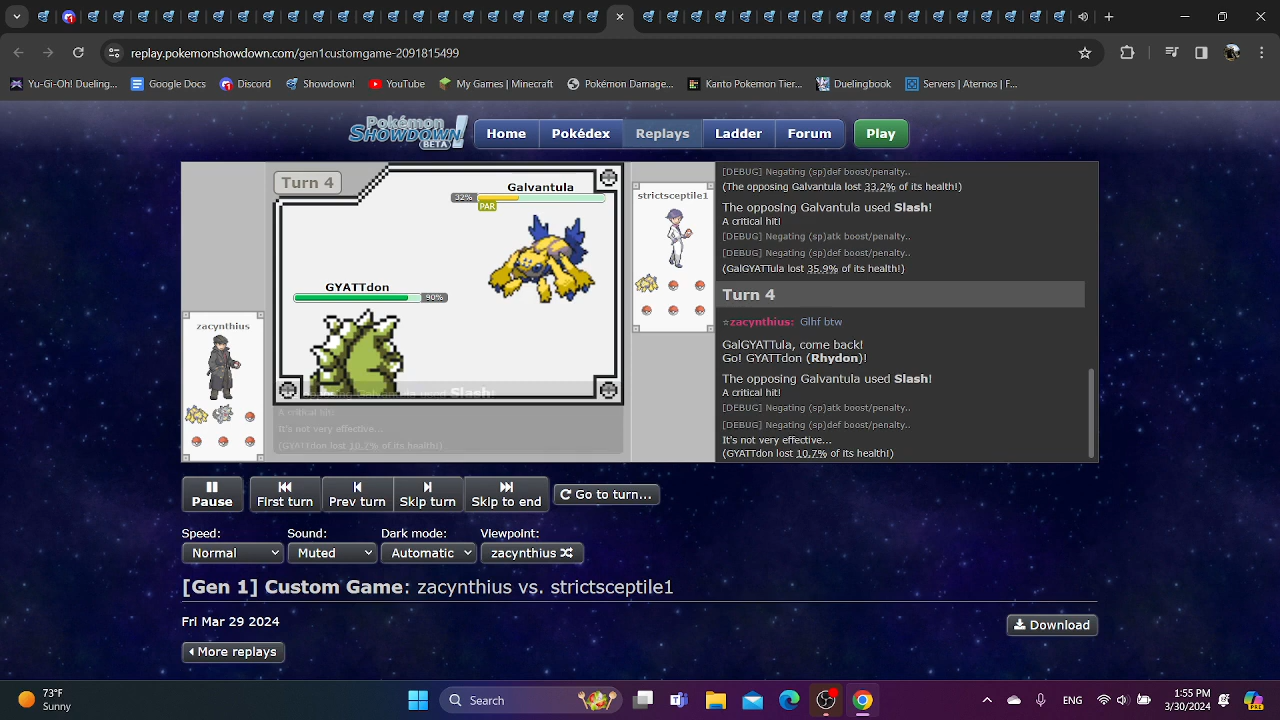 replay.pokemonshowdown.com/gen1customgame-2091815499
Yu-Gi-Oh! Dueling...
Google Docs
Discord
Showdown!
YouTube
My Games | Minecraft
Pokémon Damage...
Kanto Pokemon Tier...
Duelingbook
Servers | Aternos | F...
Pokémon
SHOWDOWN!
BETA
Home
Pokédex
Replays
Ladder
Forum
Play
Turn 4
Galvantula
32%
PAR
GYATTdon
90%
zacynthius
strictsceptile1
opposing Galvantula used Slash!
A critical hit!
It's not very effective...
(GYATTdon lost 10.7% of its health!)
[DEBUG] Negating (sp)def boost/penalty..
(The opposing Galvantula lost 33.2% of its health!)
The opposing Galvantula used Slash!
A critical hit!
[DEBUG] Negating (sp)atk boost/penalty..
[DEBUG] Negating (sp)def boost/penalty..
(GalGYATTula lost 35.9% of its health!)
Turn 4
☆zacynthius: Glhf btw
GalGYATTula, come back!
Go! GYATTdon (Rhydon)!
The opposing Galvantula used Slash!
A critical hit!
[DEBUG] Negating (sp)atk boost/penalty..
[DEBUG] Negating (sp)def boost/penalty..
It's not very effective...
(GYATTdon lost 10.7% of its health!)
Pause
First turn
Prev turn
Skip turn
Skip to end
Go to turn...
Speed:
Sound:
Dark mode:
Viewpoint:
Normal
Muted
Automatic
zacynthius
[Gen 1] Custom Game: zacynthius vs. strictsceptile1
Fri Mar 29 2024
Download
More replays
73°F
Sunny
Search
ENG
1:55 PM
3/30/2024
PRE